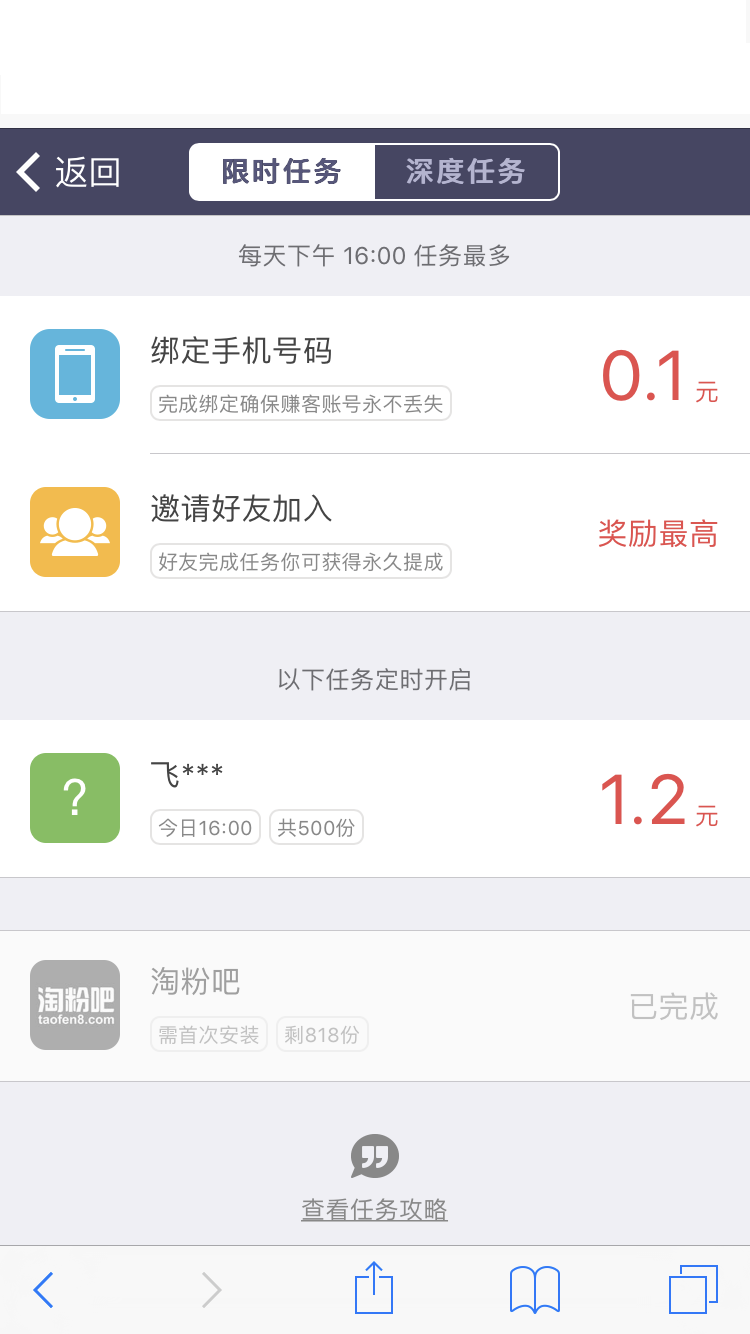 返回
限时任务
深度任务
每天下午 16:00 任务最多
绑定手机号码
完成绑定确保赚客账号永不丢失
0.1 元
邀请好友加入
好友完成任务你可获得永久提成
奖励最高
以下任务定时开启
?
飞***
今日16:00
共500份
1.2 元
淘粉吧
taofen8.com
淘粉吧
需首次安装
剩818份
已完成
查看任务攻略